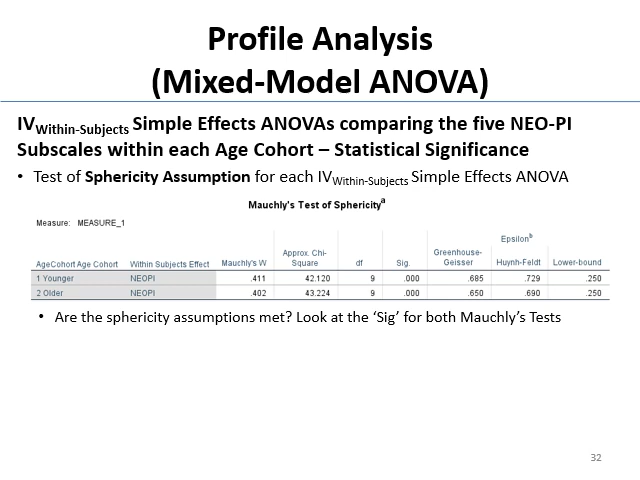 Profile Analysis
(Mixed-Model ANOVA)
IVWithin-Subjects Simple Effects ANOVAs comparing the five NEO-PI
Subscales within each Age Cohort – Statistical Significance
• Test of Sphericity Assumption for each IVWithin-Subjects Simple Effects ANOVA
Mauchly's Test of Sphericitya
Measure: MEASURE_1
Epsilonb
AgeCohort Age Cohort Within Subjects Effect Mauchly's W Approx. Chi-Square df Sig. Greenhouse-Geisser Huynh-Feldt Lower-bound
1 Younger NEOPI .411 42.120 9 .000 .685 .729 .250
2 Older NEOPI .402 43.224 9 .000 .650 .690 .250
• Are the sphericity assumptions met? Look at the ‘Sig’ for both Mauchly’s Tests
32